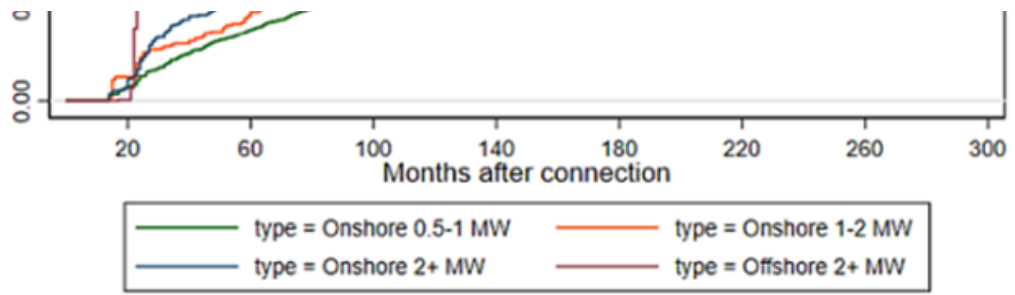 0.00
20 60 100 140 180 220 260 300
Months after connection
type = Onshore 0.5-1 MW type = Onshore 1-2 MW
type = Onshore 2+ MW type = Offshore 2+ MW